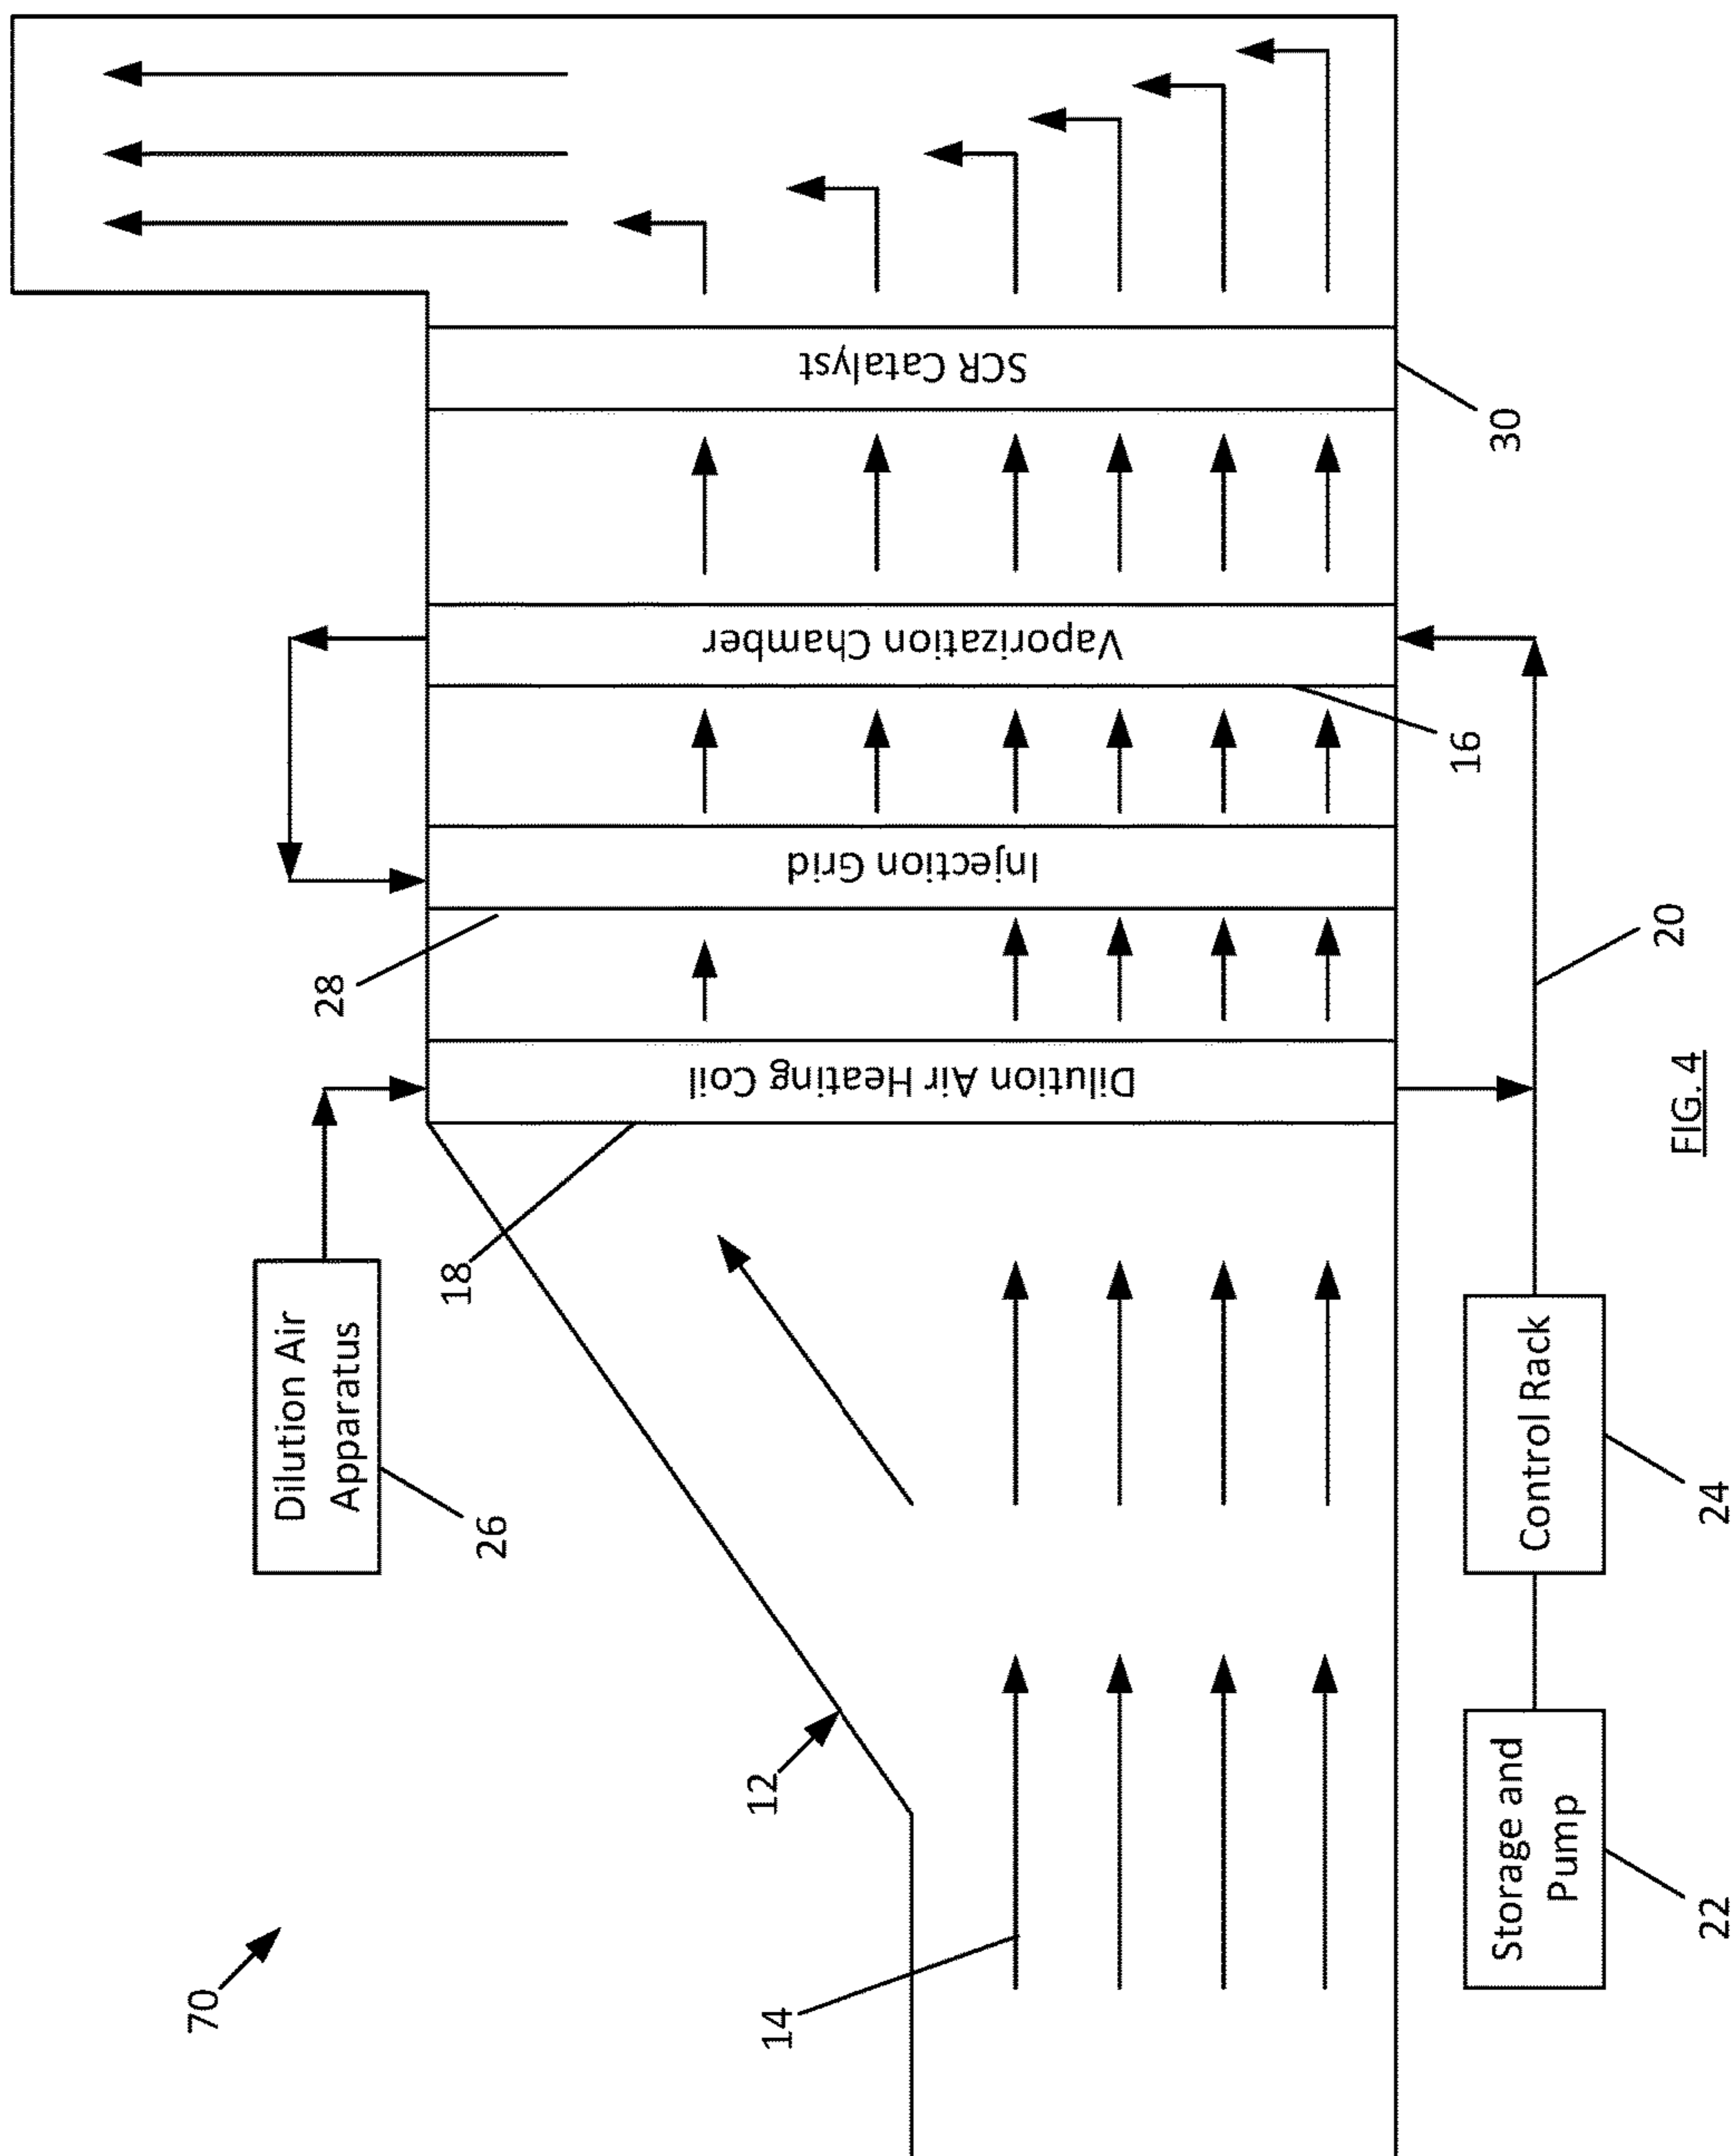 70
Dilution Air
Apparatus
28
18
26
12
14
Dilution Air Heating Coil
Injection Grid
Vaporization Chamber
SCR Catalyst
16
30
Storage and
Pump
Control Rack
20
22
24
FIG. 4